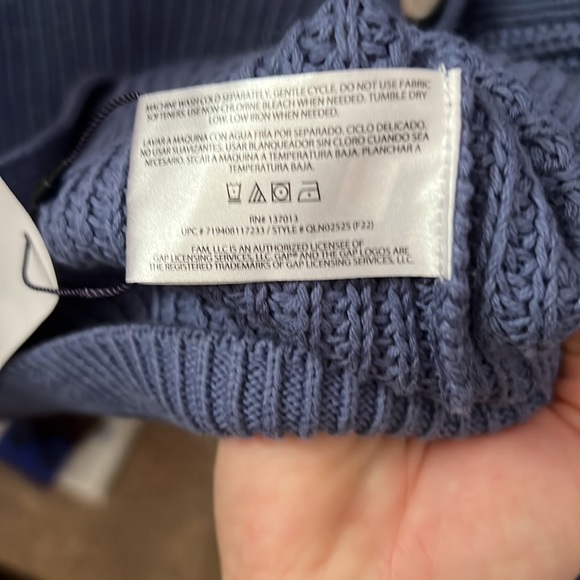 MACHINE WASH COLD SEPARATELY, GENTLE CYCLE. DO NOT USE FABRIC
SOFTENERS. USE NON-CHLORINE BLEACH WHEN NEEDED. TUMBLE DRY
LOW. LOW IRON WHEN NEEDED.
LAVAR A MAQUINA CON AGUA FRÍA POR SEPARADO, CICLO DELICADO.
NO USAR SUAVIZANTES. USAR BLANQUEADOR SIN CLORO CUANDO SEA
NECESARIO. SECAR A MAQUINA A TEMPERATURA BAJA. PLANCHAR A
TEMPERATURA BAJA.
RN# 137013
UPC # 719408117233 / STYLE # QLN02525 (F22)
FAM, LLC IS AN AUTHORIZED LICENSEE OF
GAP LICENSING SERVICES, LLC. GAP® AND THE GAP LOGOS ARE
THE REGISTERED TRADEMARKS OF GAP LICENSING SERVICES, LLC.